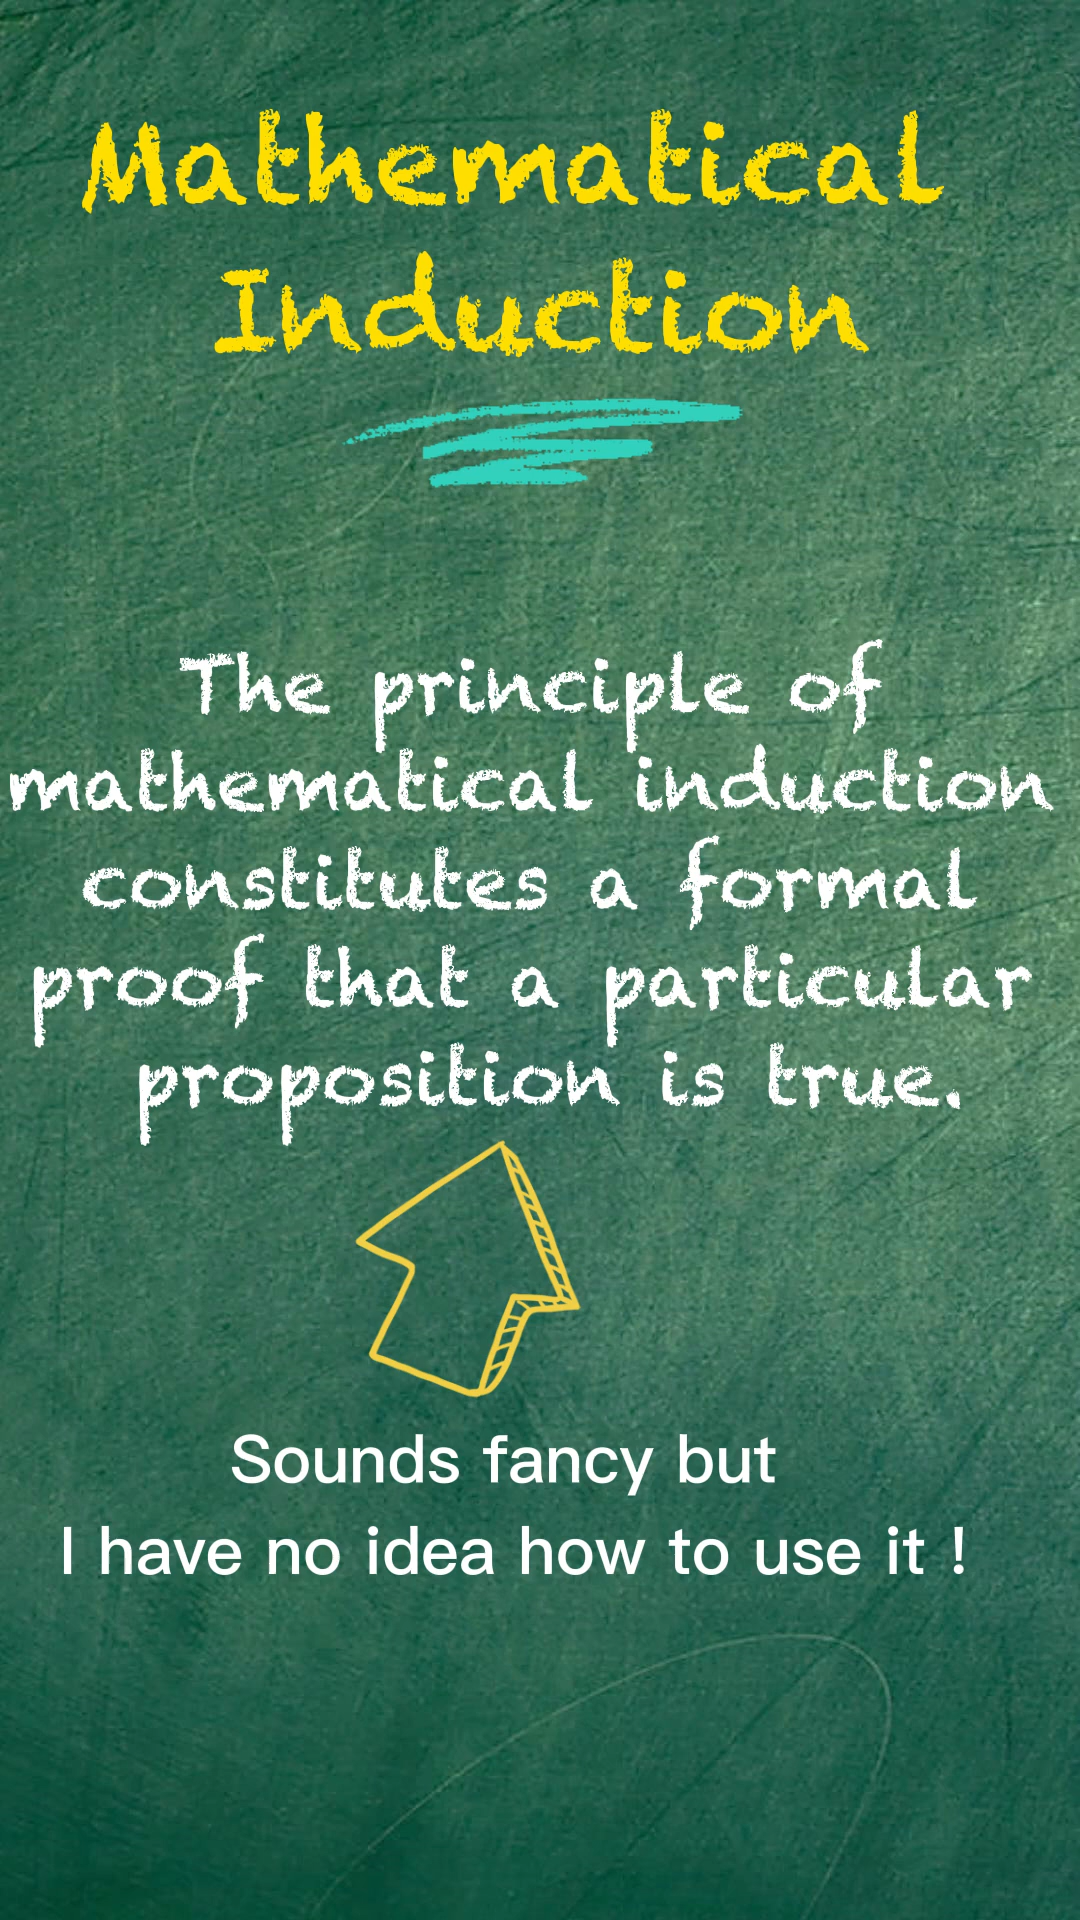 Mathematical
Induction
The principle of
mathematical induction
constitutes a formal
proof that a particular
proposition is true.
Sounds fancy but
I have no idea how to use it !